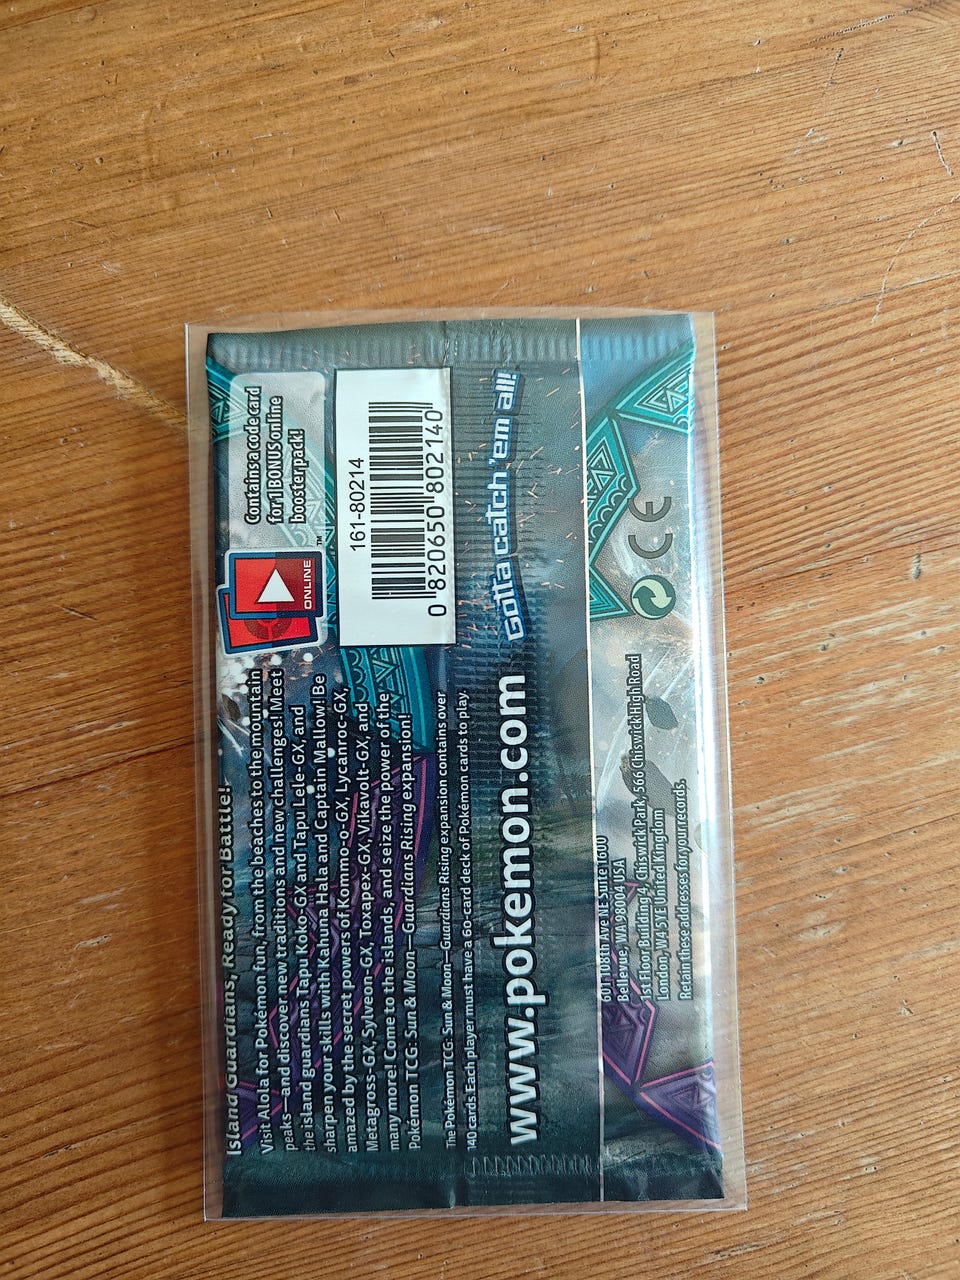 Island Guardians, Ready for Battle!
Visit Alola for Pokémon fun, from the beaches to the mountain
peaks—and discover new traditions and new challenges! Meet
the island guardians Tapu Koko-GX and Tapu Lele-GX, and
sharpen your skills with Kahuna Hala and Captain Mallow! Be
amazed by the secret powers of Kommo-o-GX, Lycanroc-GX,
Metagross-GX, Sylveon-GX, Toxapex-GX, Vikavolt-GX, and
many more! Come to the islands, and seize the power of the
Pokémon TCG: Sun & Moon—Guardians Rising expansion!
The Pokémon TCG: Sun & Moon—Guardians Rising expansion contains over
140 cards. Each player must have a 60-card deck of Pokémon cards to play.
www.pokemon.com
ONLINE™
Contains a code card
for 1 BONUS online
booster pack!
161-80214
0 820650 802140
Gotta catch 'em all!
601 108th Ave NE Suite 1600
Bellevue, WA 98004 USA
1st Floor Building 4, Chiswick Park, 566 Chiswick High Road
London, W4 5YE United Kingdom
Retain these addresses for your records.
CE